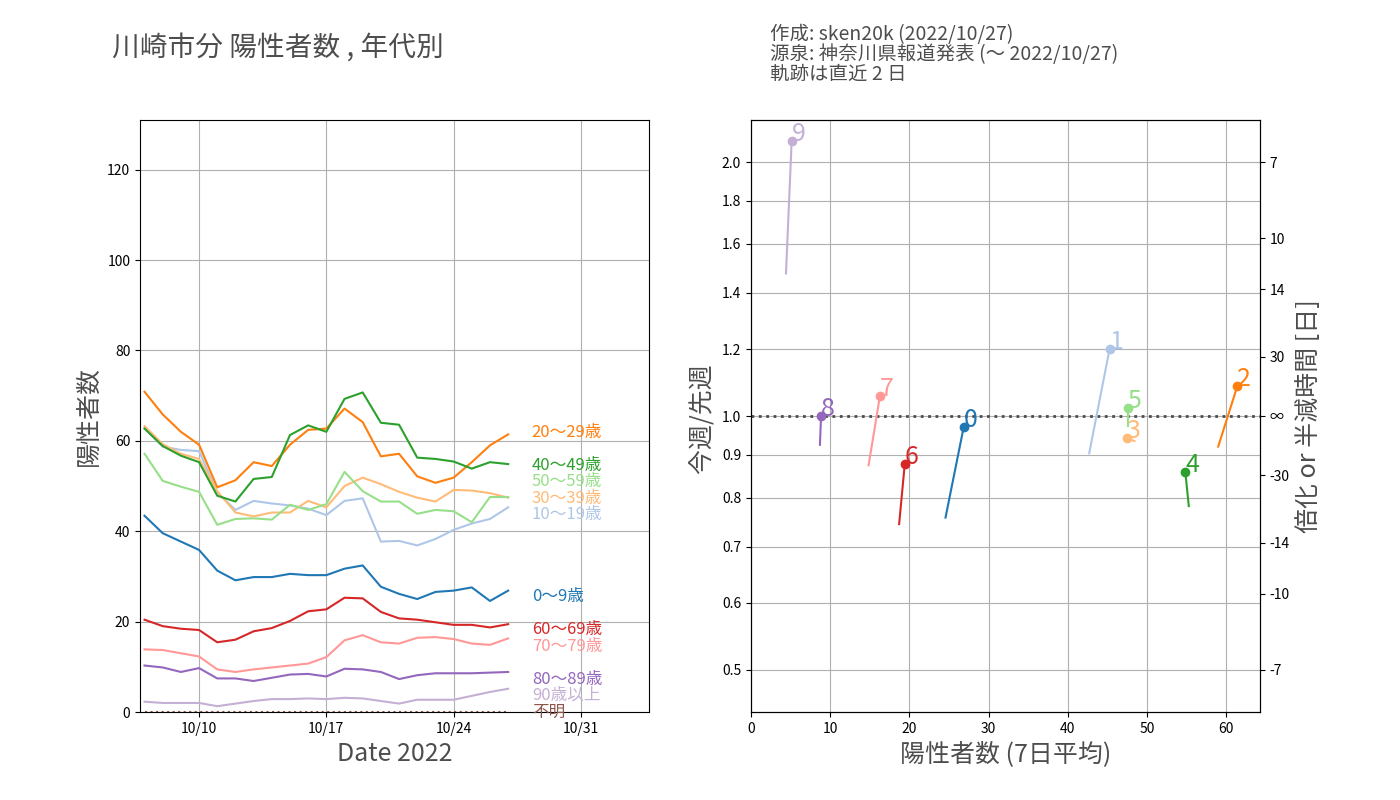 川崎市分 陽性者数 , 年代別
作成: sken20k (2022/10/27)
源泉: 神奈川県報道発表 (〜 2022/10/27)
軌跡は直近 2 日
陽性者数
120
100
80
60
40
20
0
10/10
10/17
10/24
10/31
Date 2022
20〜29歳
40〜49歳
50〜59歳
30〜39歳
10〜19歳
0〜9歳
60〜69歳
70〜79歳
80〜89歳
90歳以上
不明
今週/先週
2.0
1.8
1.6
1.4
1.2
1.0
0.9
0.8
0.7
0.6
0.5
9
1
2
7
5
8
0
3
6
4
7
10
14
30
∞
-30
-14
-10
-7
倍化 or 半減時間 [日]
0
10
20
30
40
50
60
陽性者数 (7日平均)